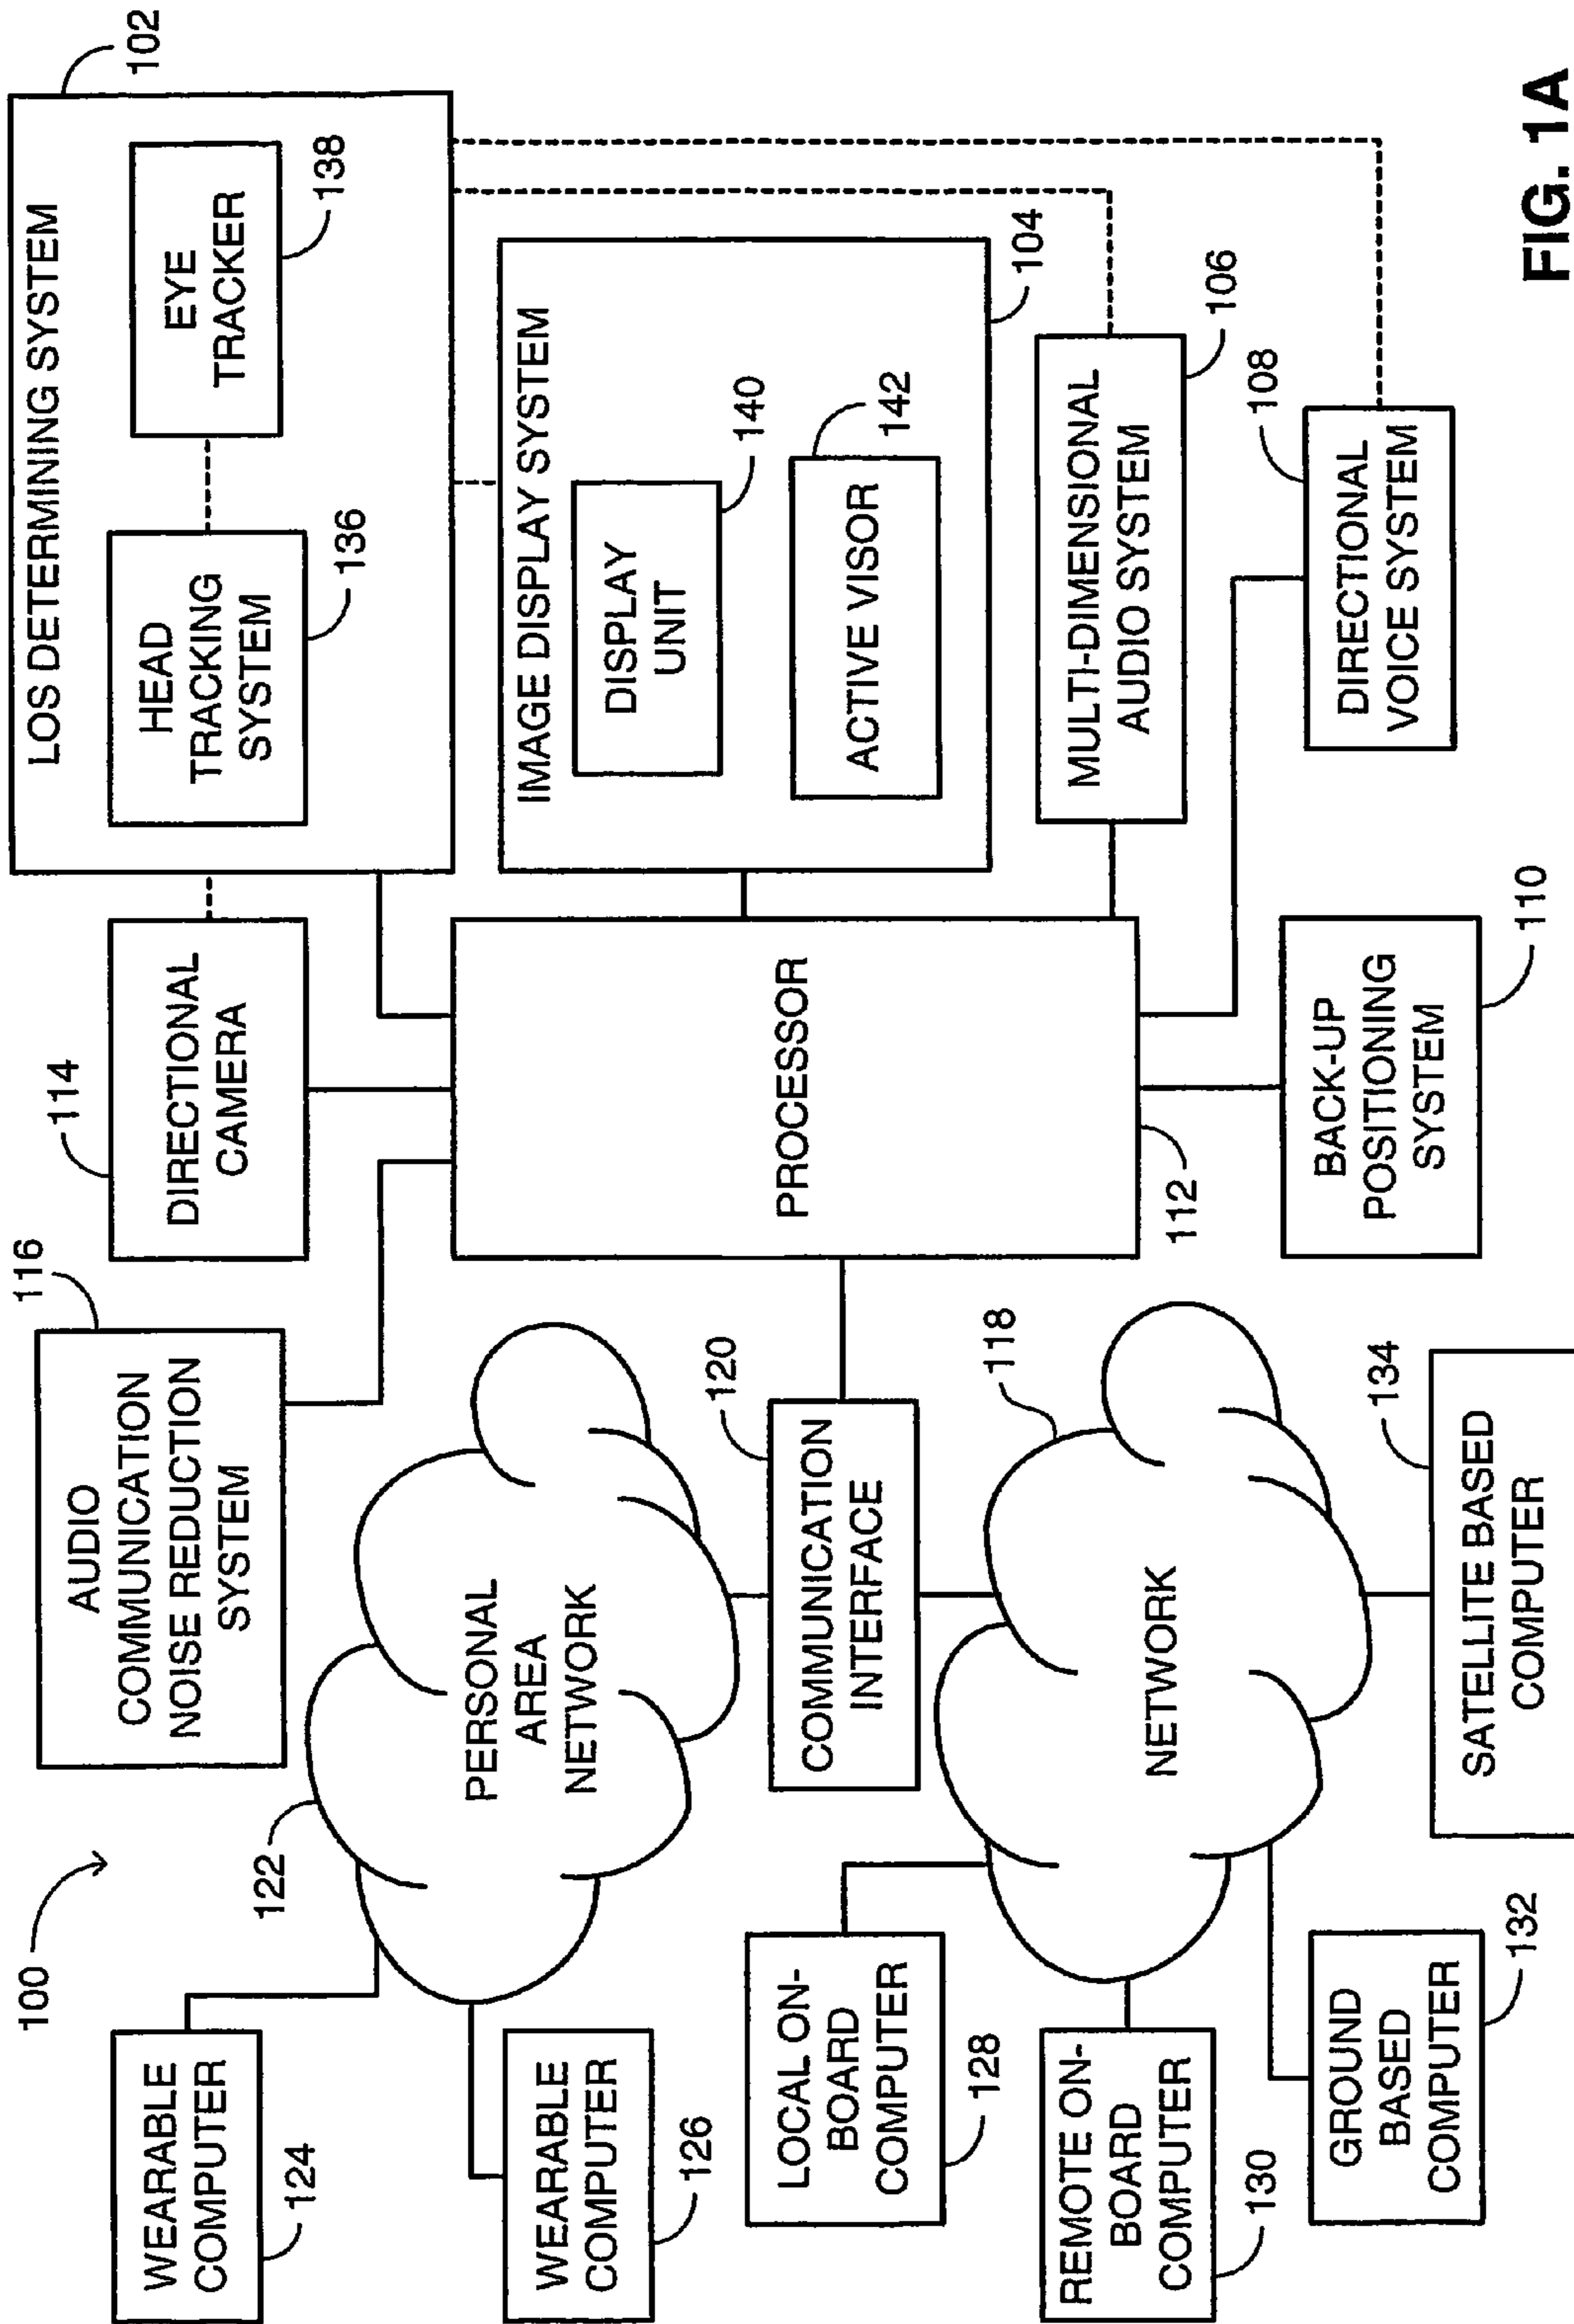 100
WEARABLE
COMPUTER
124
WEARABLE
COMPUTER
126
LOCAL ON-
BOARD
COMPUTER
128
REMOTE ON-
BOARD
COMPUTER
130
GROUND
BASED
COMPUTER
132
122
PERSONAL
AREA
NETWORK
116
AUDIO
COMMUNICATION
NOISE REDUCTION
SYSTEM
120
COMMUNICATION
INTERFACE
118
NETWORK
134
SATELLITE BASED
COMPUTER
114
DIRECTIONAL
CAMERA
PROCESSOR
112
BACK-UP
POSITIONING
SYSTEM
110
LOS DETERMINING SYSTEM
102
HEAD
TRACKING
SYSTEM
136
EYE
TRACKER
138
IMAGE DISPLAY SYSTEM
104
DISPLAY
UNIT
140
ACTIVE VISOR
142
MULTI-DIMENSIONAL
AUDIO SYSTEM
106
108
DIRECTIONAL
VOICE SYSTEM
FIG. 1A